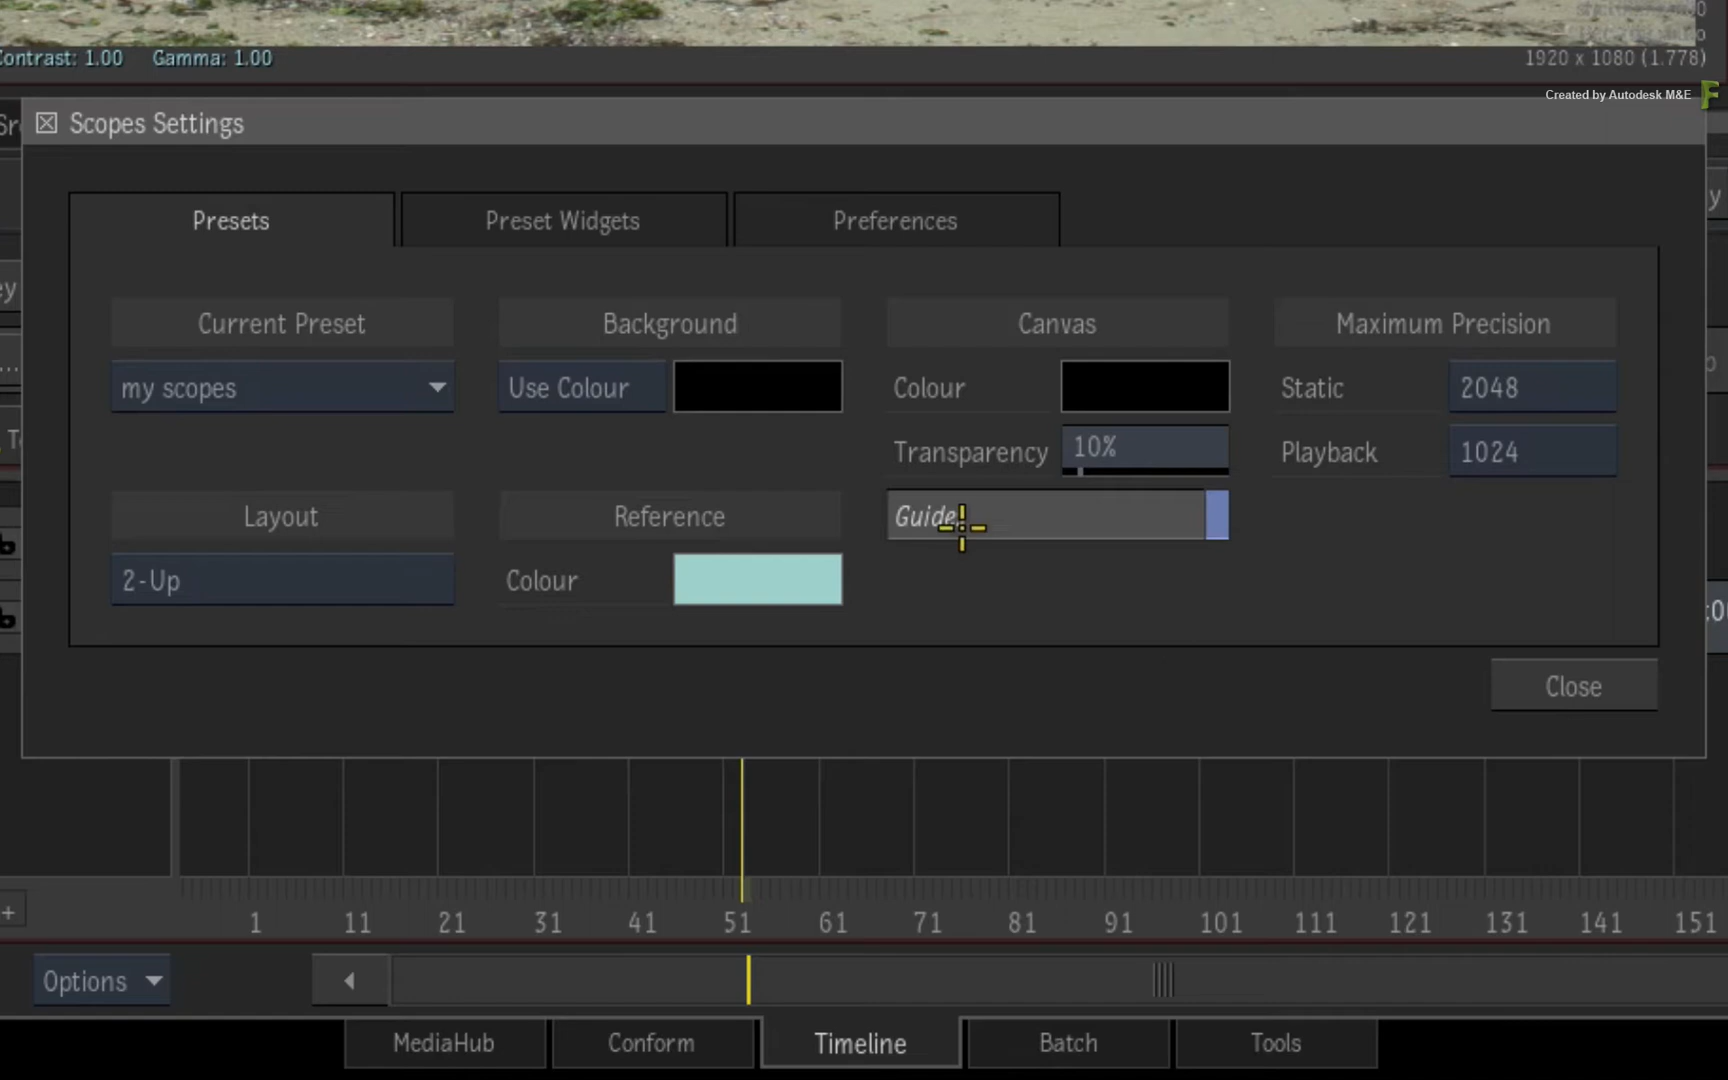 Contrast: 1.00 Gamma: 1.00
1920 x 1080 (1.778)
Created by Autodesk M&E
Scopes Settings
Presets Preset Widgets Preferences
Current Preset Background Canvas Maximum Precision
my scopes Use Colour Colour Static 2048
Transparency 10% Playback 1024
Layout Reference Guide
2-Up Colour
Close
+ 1 11 21 31 41 51 61 71 81 91 101 111 121 131 141 151
Options
MediaHub Conform Timeline Batch Tools